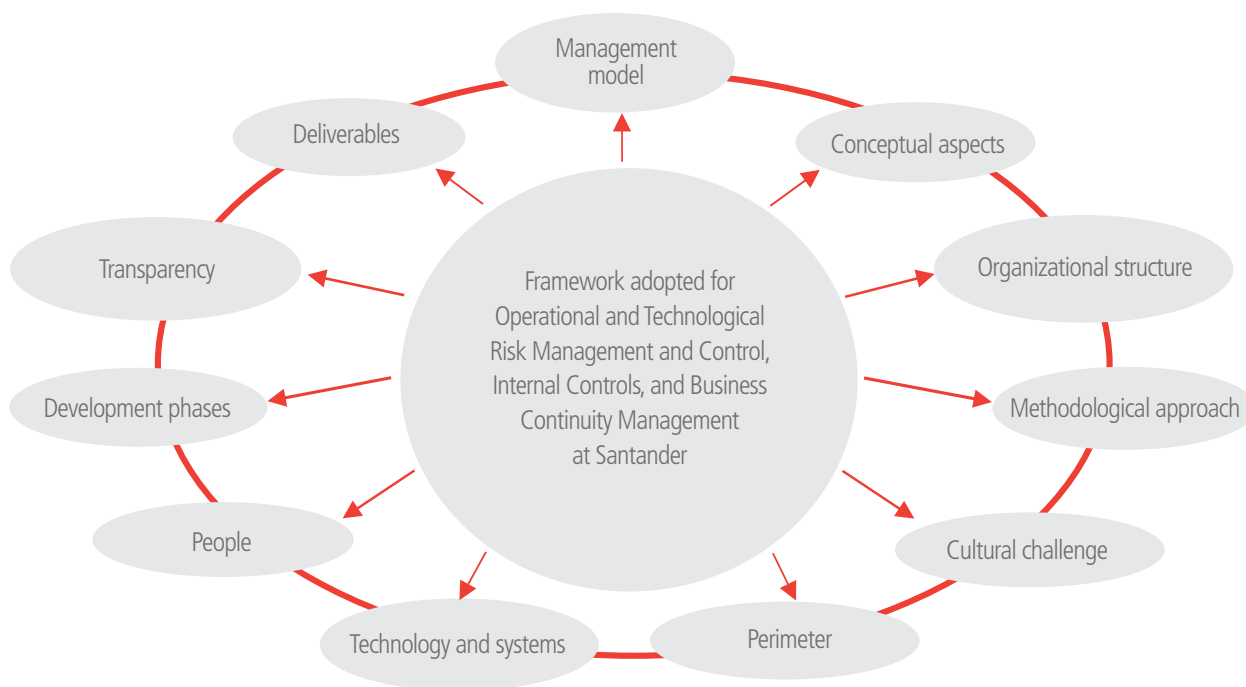 Management
model
Deliverables
Conceptual aspects
Transparency
Organizational structure
Framework adopted for
Operational and Technological
Risk Management and Control,
Internal Controls, and Business
Continuity Management
at Santander
Development phases
Methodological approach
People
Cultural challenge
Technology and systems
Perimeter